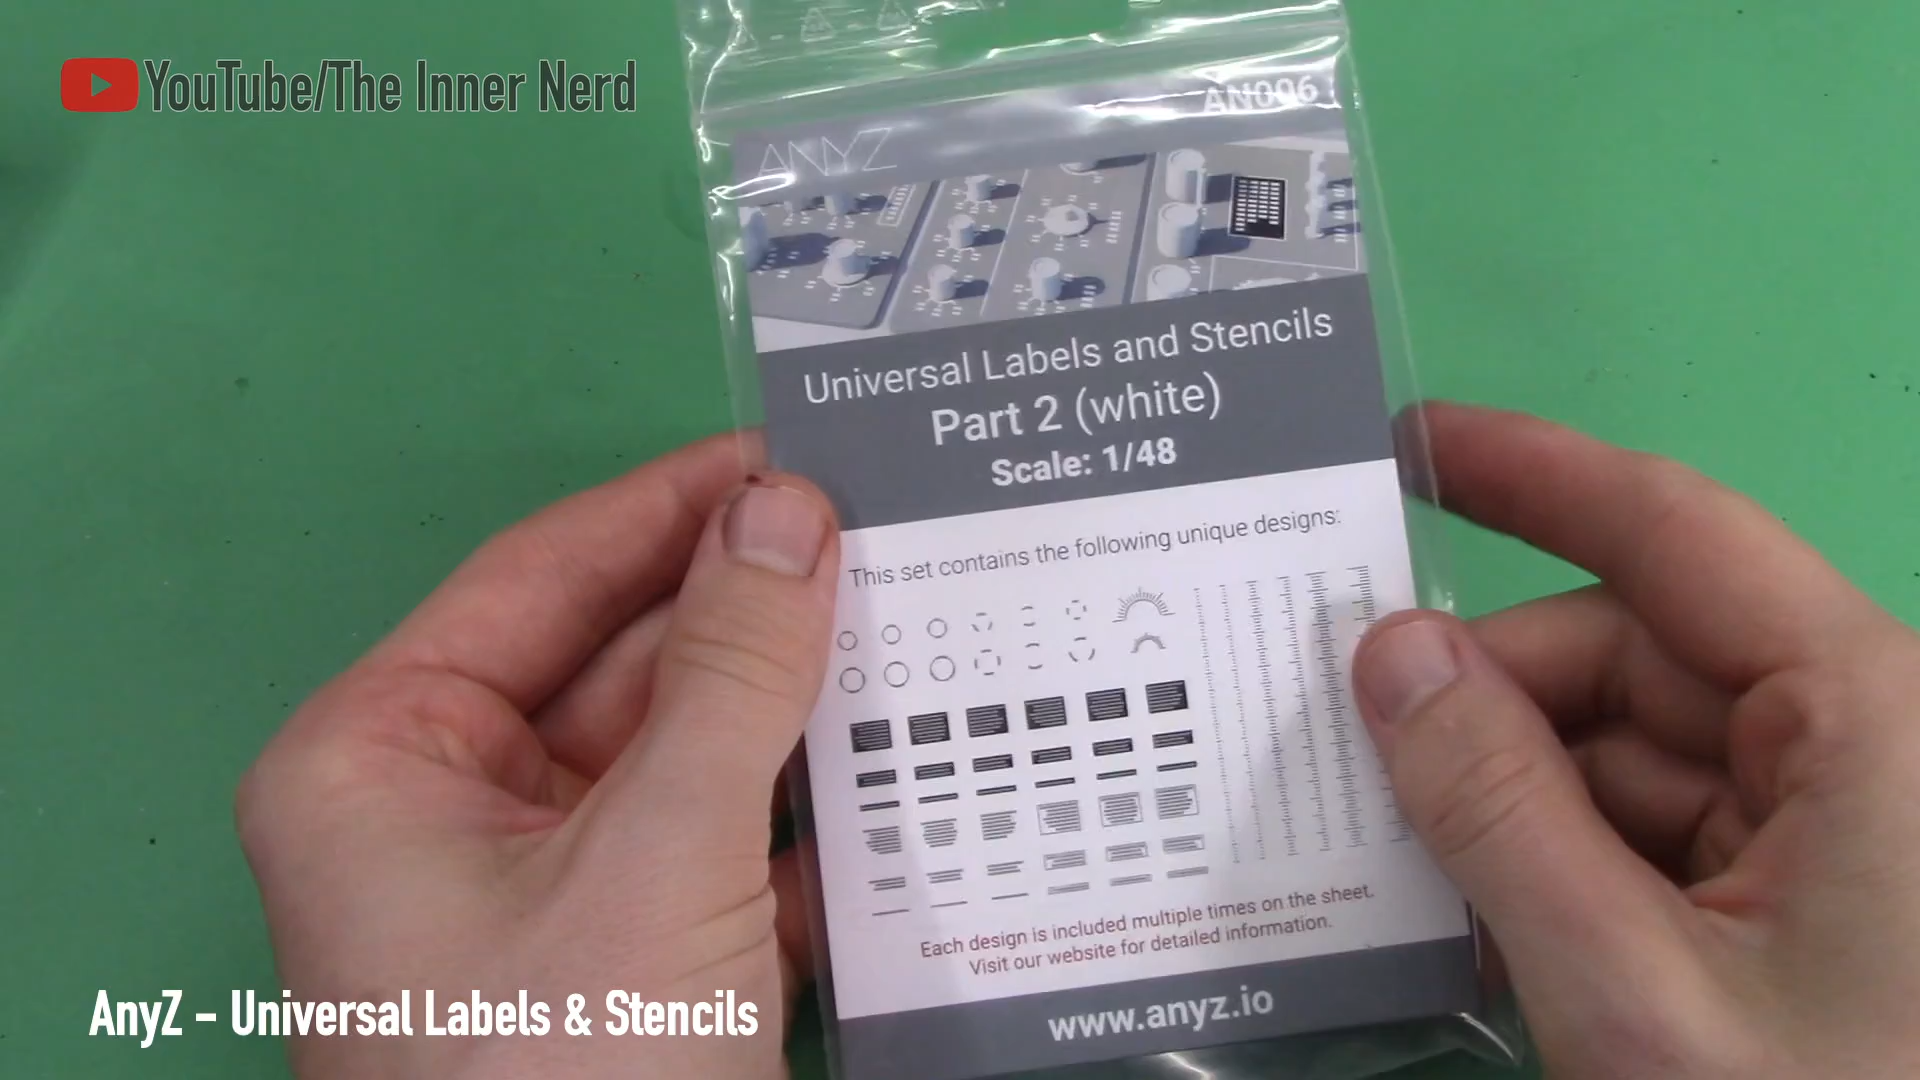 YouTube/The Inner Nerd
AN006
ANYZ
Universal Labels and Stencils
Part 2 (white)
Scale: 1/48
This set contains the following unique designs:
Each design is included multiple times on the sheet.
Visit our website for detailed information.
www.anyz.io
AnyZ - Universal Labels & Stencils